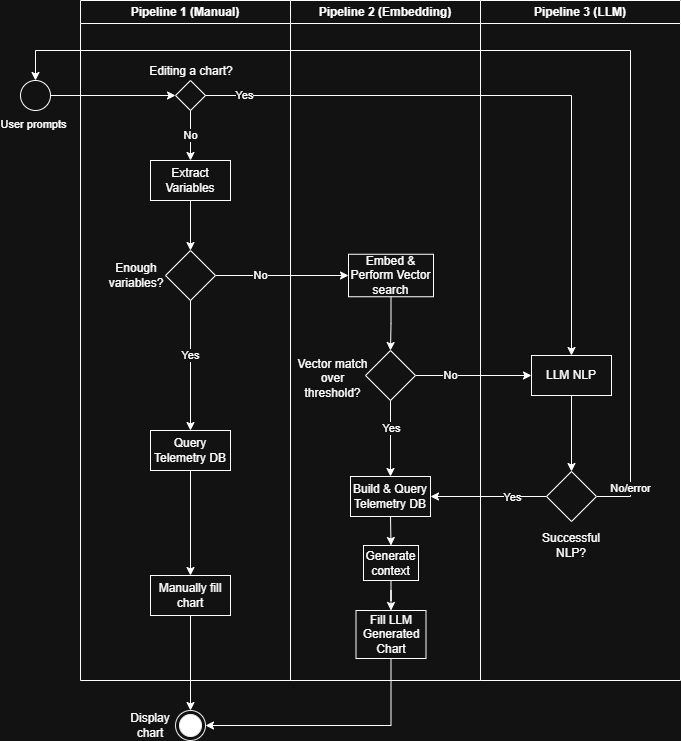 Pipeline 1 (Manual)
Pipeline 2 (Embedding)
Pipeline 3 (LLM)
Editing a chart?
Yes
User prompts
No
Extract
Variables
Enough
variables?
No
Embed &
Perform Vector
search
Yes
Vector match
over
threshold?
No
LLM NLP
Yes
Query
Telemetry DB
Build & Query
Telemetry DB
Yes
No/error
Successful
NLP?
Generate
context
Manually fill
chart
Fill LLM
Generated
Chart
Display
chart